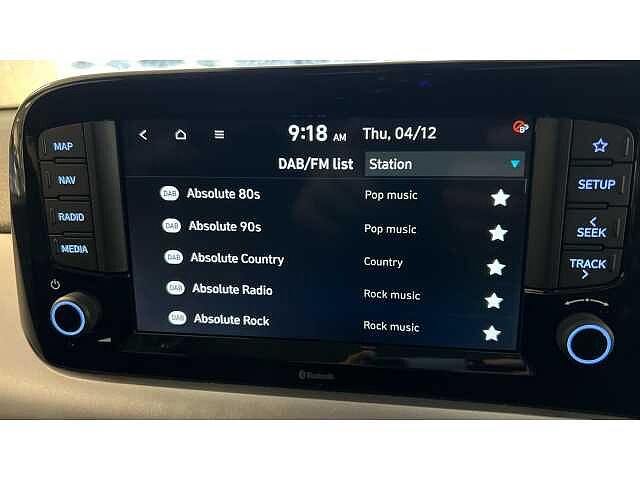 9:18 AM Thu, 04/12
DAB/FM list Station
DAB Absolute 80s Pop music
DAB Absolute 90s Pop music
DAB Absolute Country Country
DAB Absolute Radio Rock music
DAB Absolute Rock Rock music
MAP
NAV
RADIO
MEDIA
SETUP
SEEK
TRACK
Bluetooth